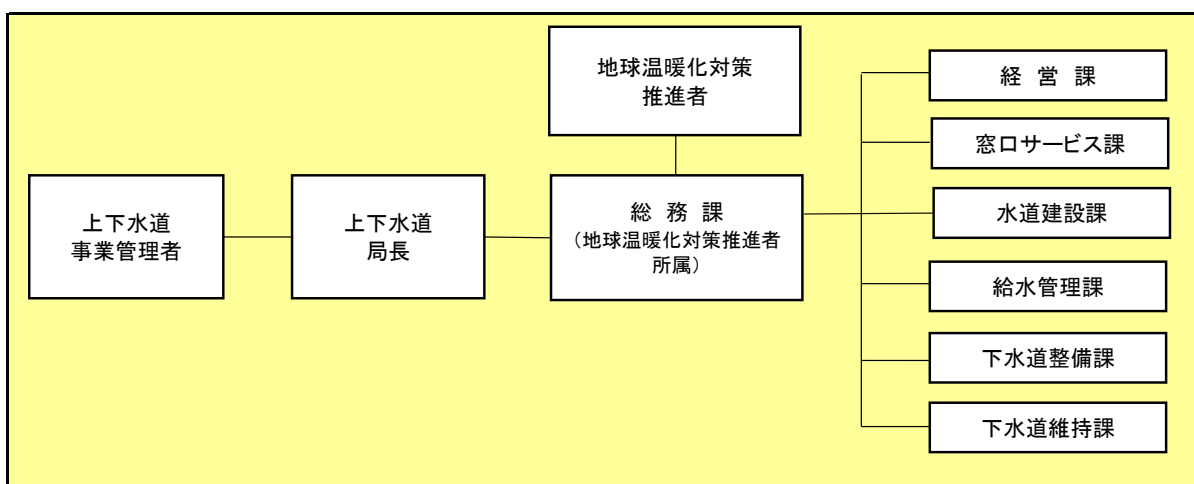 地球温暖化対策
推進者
上下水道
事業管理者
上下水道
局長
総 務 課
（地球温暖化対策推進者
所属）
経 営 課
窓口サービス課
水道建設課
給水管理課
下水道整備課
下水道維持課